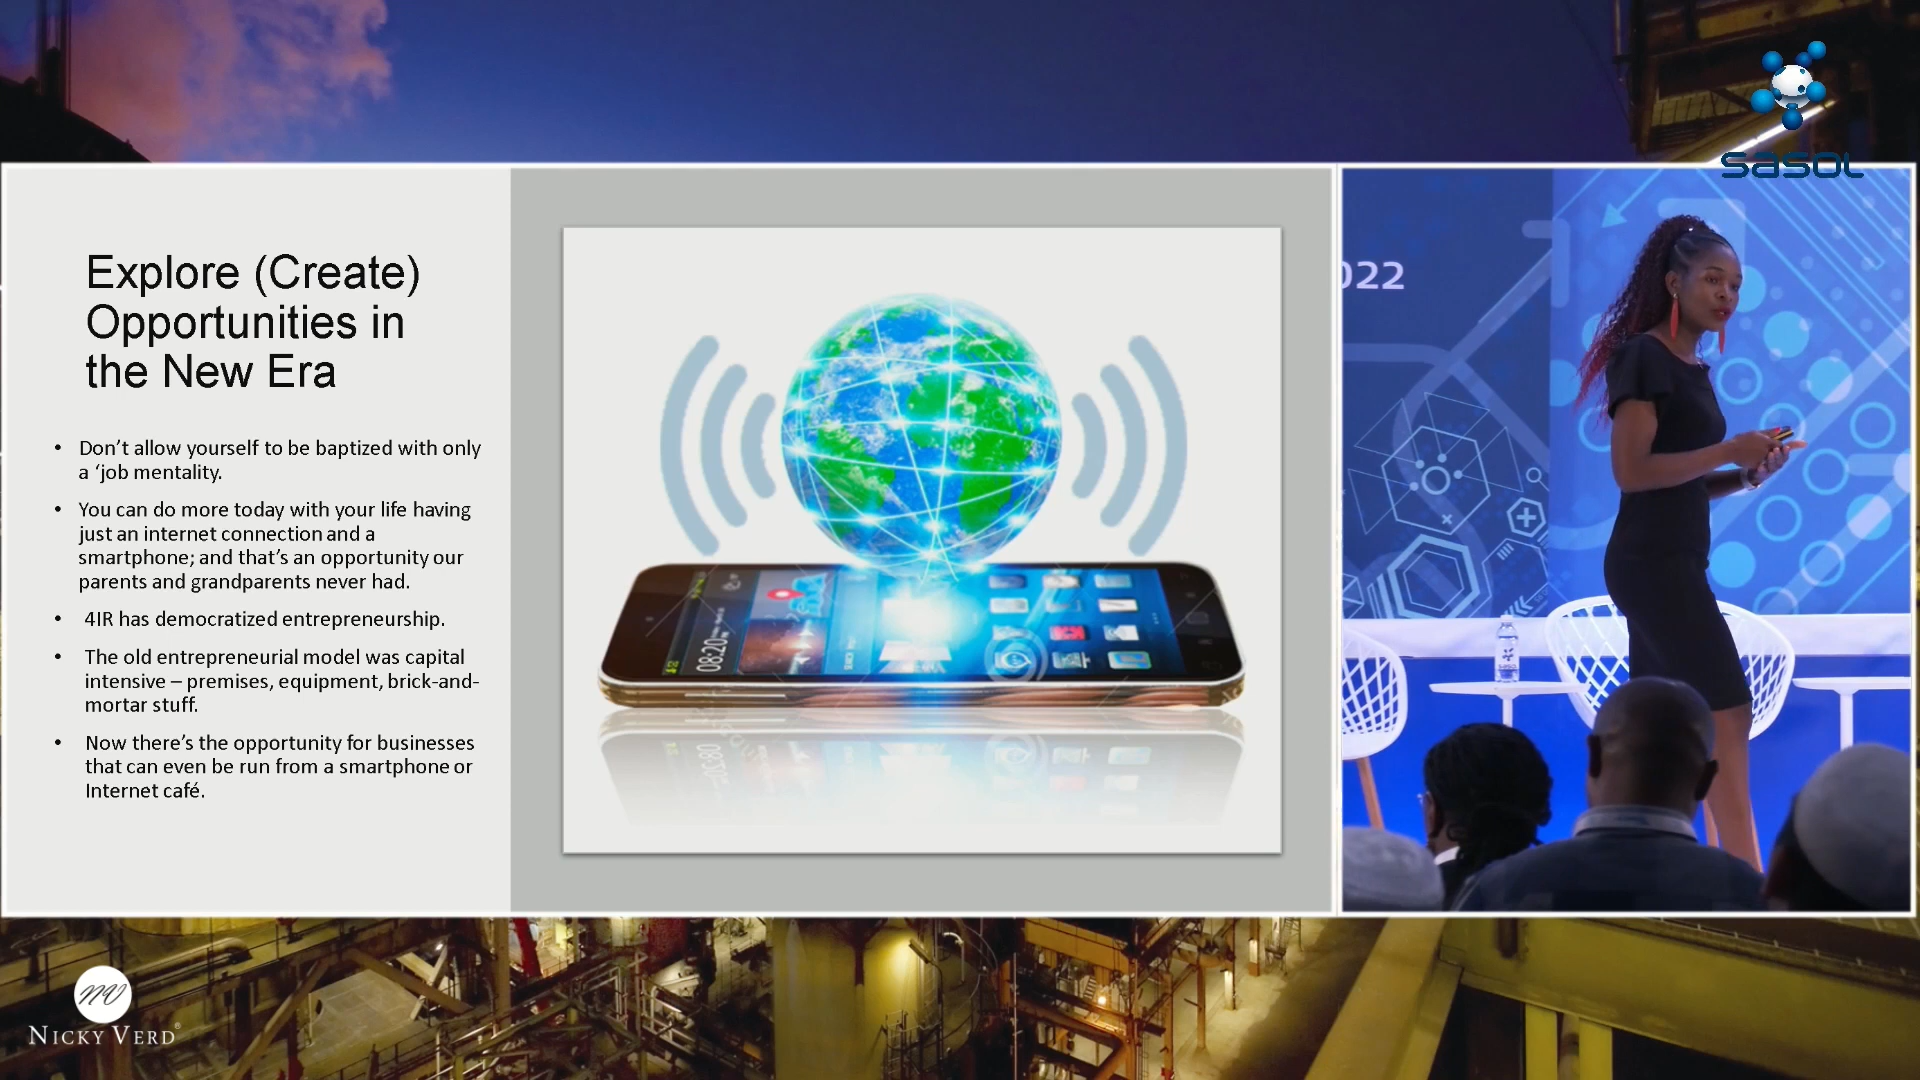 sasol
022
Explore (Create)
Opportunities in
the New Era
• Don’t allow yourself to be baptized with only
a ‘job mentality.
• You can do more today with your life having
just an internet connection and a
smartphone; and that’s an opportunity our
parents and grandparents never had.
• 4IR has democratized entrepreneurship.
• The old entrepreneurial model was capital
intensive – premises, equipment, brick-and-
mortar stuff.
• Now there’s the opportunity for businesses
that can even be run from a smartphone or
Internet café.
08:20
NV
NICKY VERD®